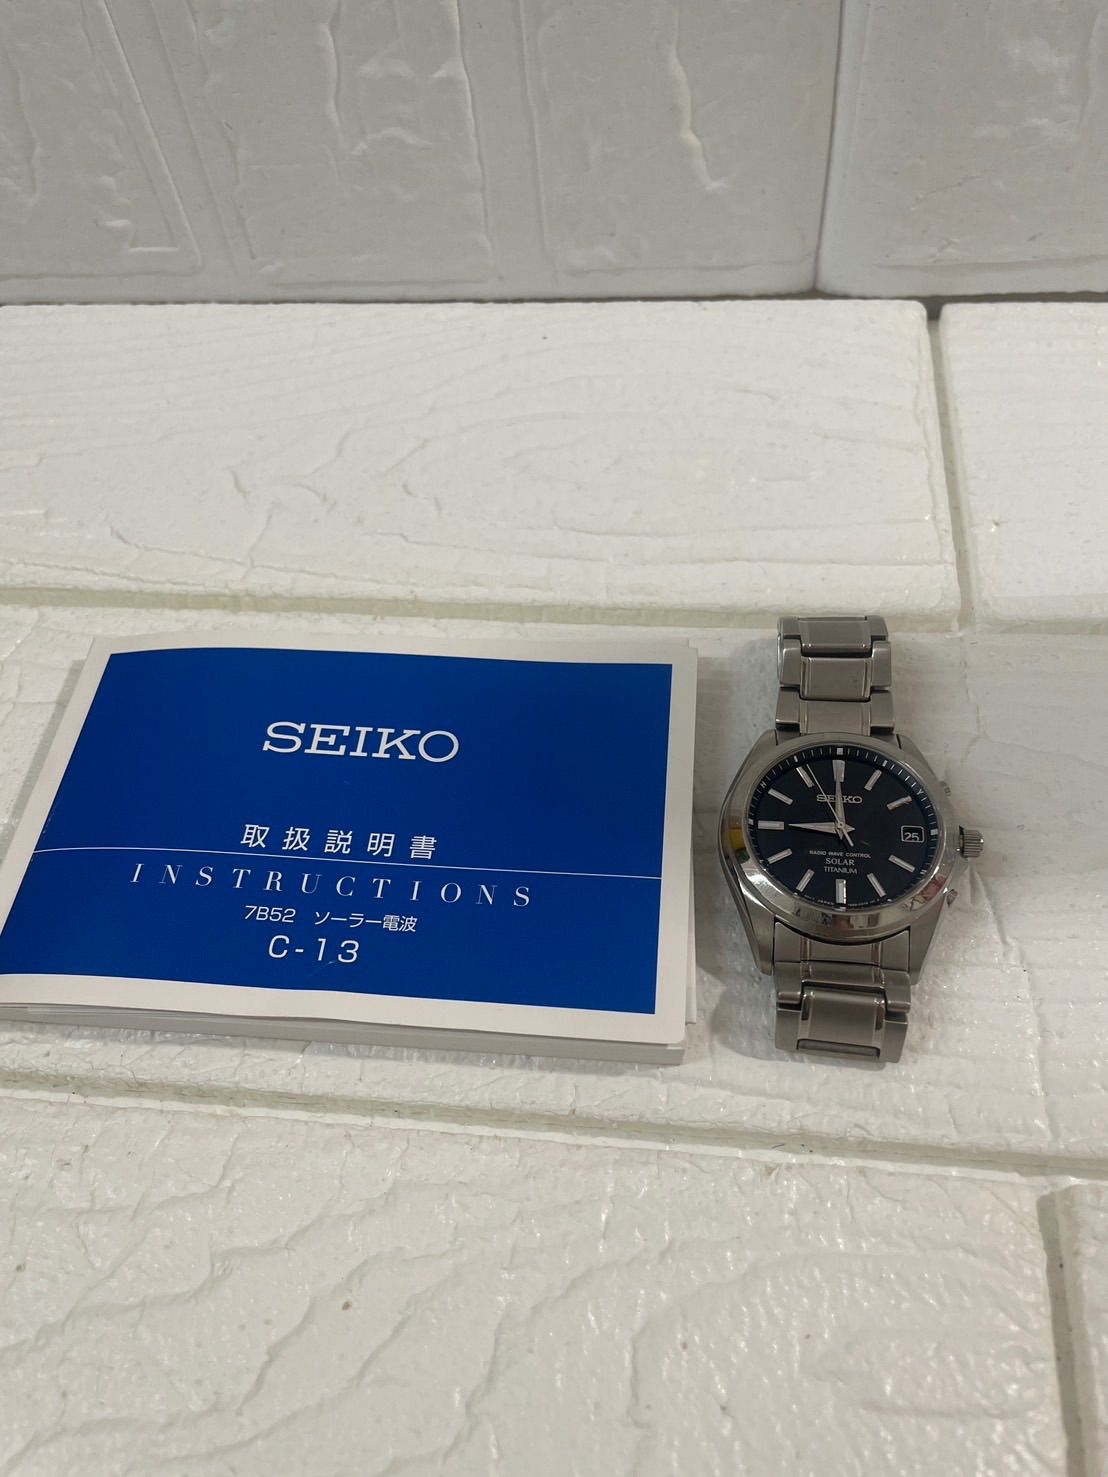 SEIKO
取扱説明書
INSTRUCTIONS
7B52 ソーラー電波
C-13
SEIKO
25
RADIO WAVE CONTROL
SOLAR
TITANIUM